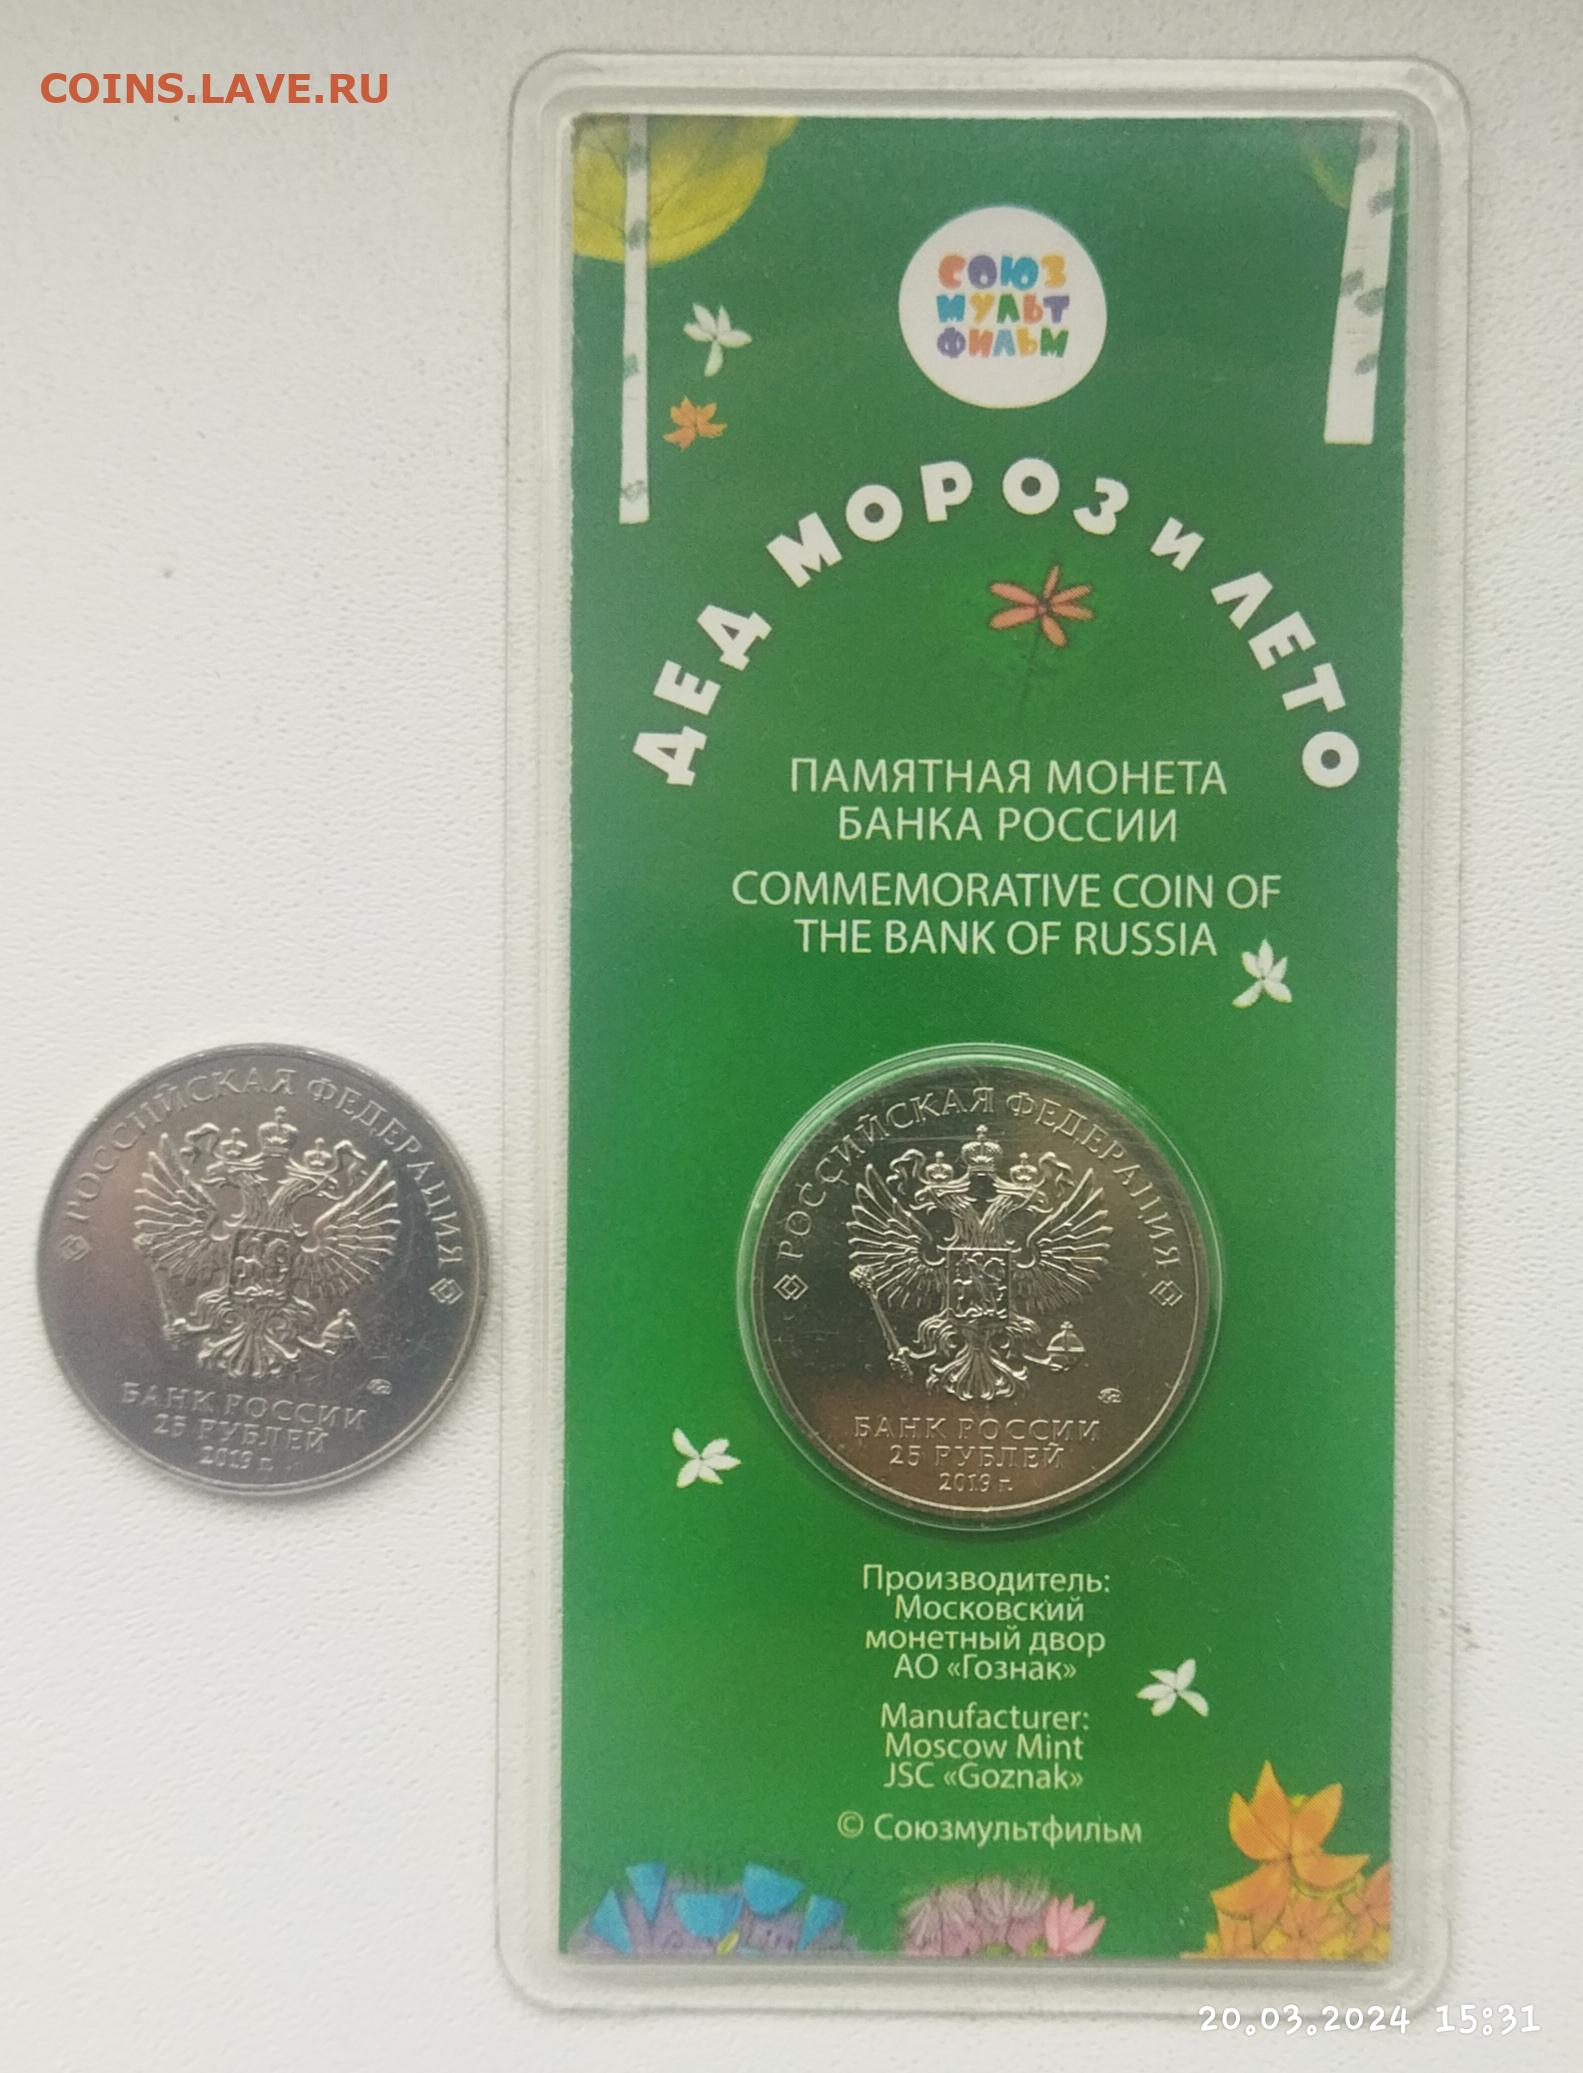 COINS.LAVE.RU
СОЮЗ
МУЛЬТ
ФИЛЬМ
ДЕД МОРОЗ и ЛЕТО
ПАМЯТНАЯ МОНЕТА
БАНКА РОССИИ
COMMEMORATIVE COIN OF
THE BANK OF RUSSIA
РОССИЙСКАЯ ФЕДЕРАЦИЯ
БАНК РОССИИ
25 РУБЛЕЙ
2019 г.
РОССИЙСКАЯ ФЕДЕРАЦИЯ
БАНК РОССИИ
25 РУБЛЕЙ
2019 г.
Производитель:
Московский
монетный двор
АО «Гознак»
Manufacturer:
Moscow Mint
JSC «Goznak»
© Союзмультфильм
20.03.2024 15:31